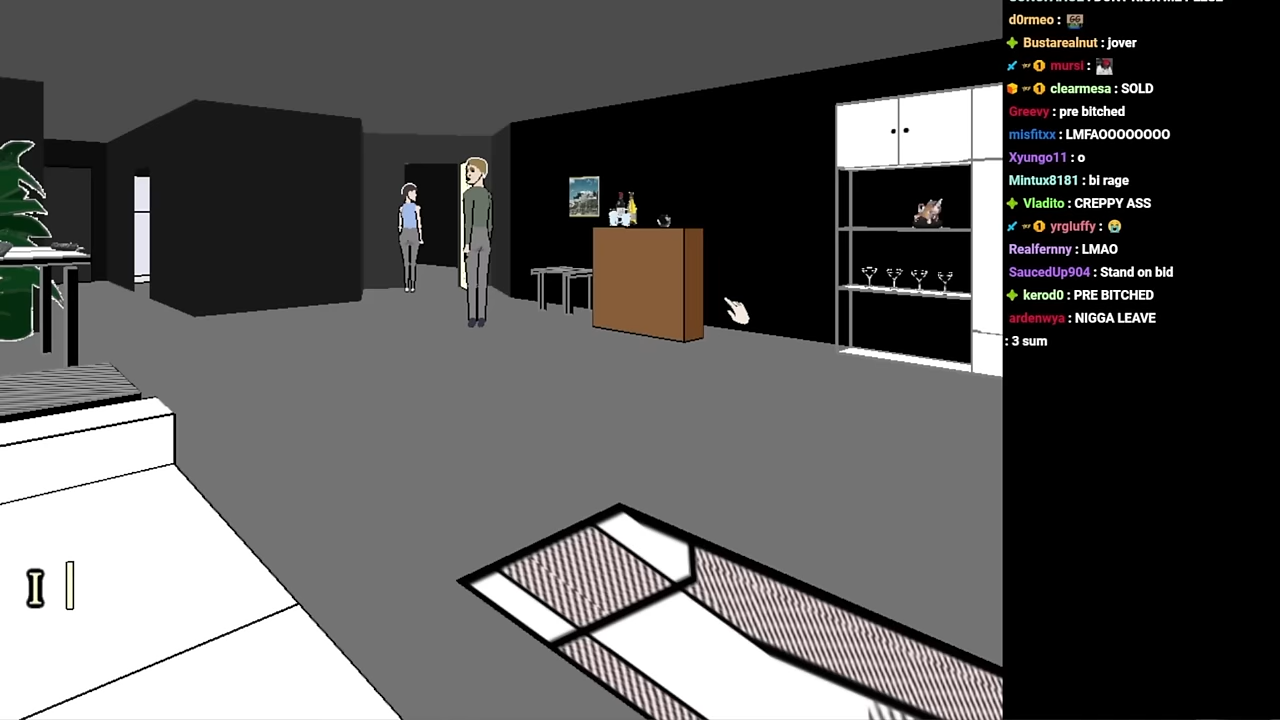 d0rmeo :
Bustarealnut : jover
mursi :
clearmesa : SOLD
Greevy : pre bitched
misfitxx : LMFAOOOOOOOO
Xyungo11 : o
Mintux8181 : bi rage
Vladito : CREPPY ASS
yrgluffy :
Realfernny : LMAO
SaucedUp904 : Stand on bid
kerod0 : PRE BITCHED
ardenwya : NIGGA LEAVE
: 3 sum
I